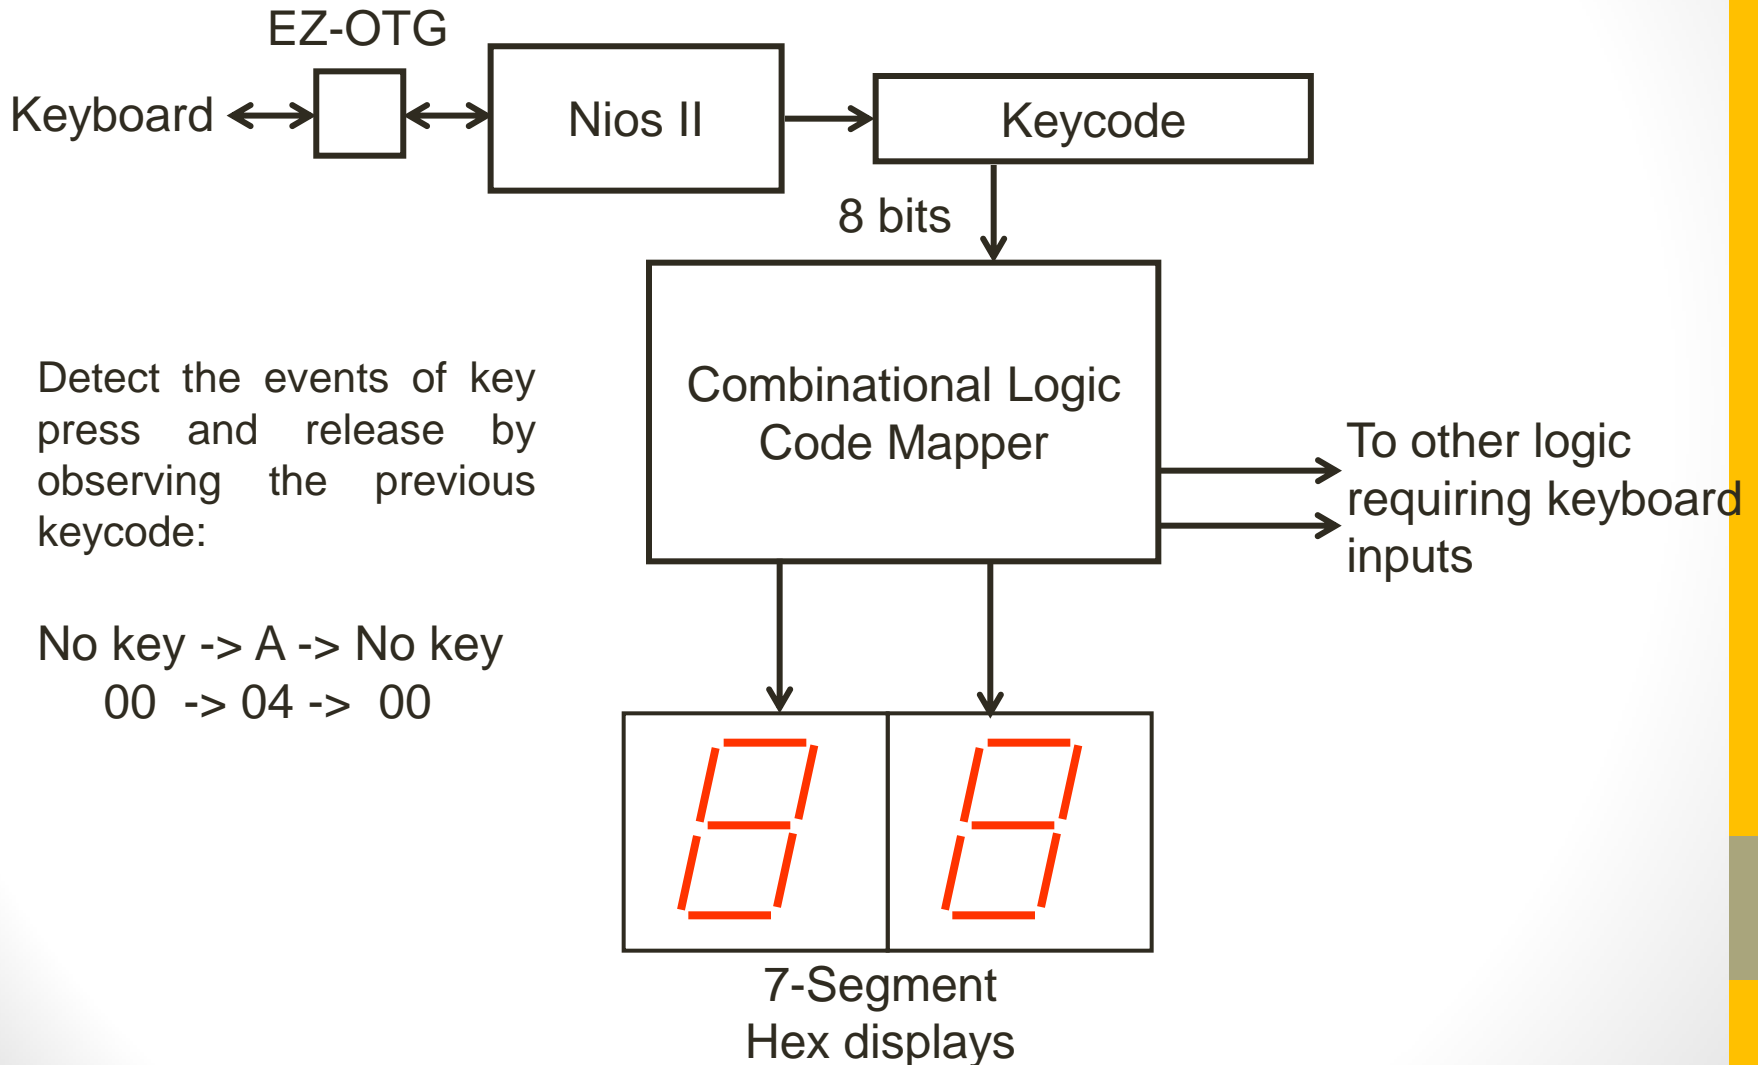 EZ-OTG
Keyboard
Nios II
Keycode
8 bits
Combinational Logic
Code Mapper
Detect the events of key
press and release by
observing the previous
keycode:
No key -> A -> No key
00 -> 04 -> 00
To other logic
requiring keyboard
inputs
8 8
7-Segment
Hex displays